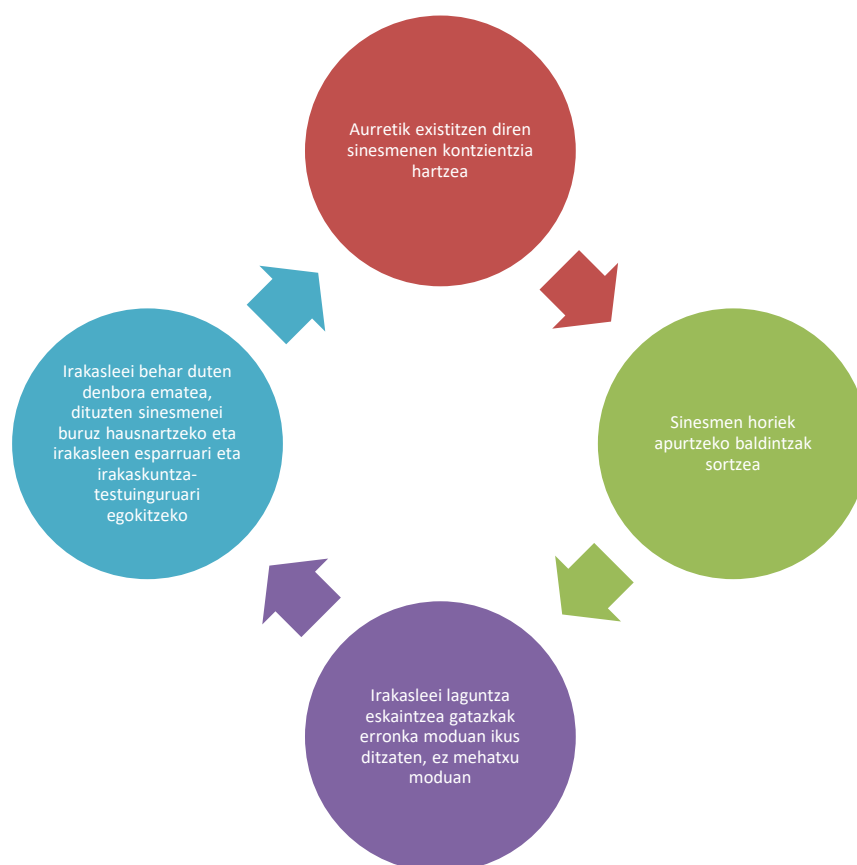 Aurretik existitzen diren
sinesmenen kontzientzia
hartzea
Sinesmen horiek
apurtzeko baldintzak
sortzea
Irakasleei laguntza
eskaintzea gatazkak
erronka moduan ikus
ditzaten, ez mehatxu
moduan
Irakasleei behar duten
denbora ematea,
dituzten sinesmenei
buruz hausnartzeko eta
irakasleen esparruari eta
irakaskuntza-
testuinguruari
egokitzeko